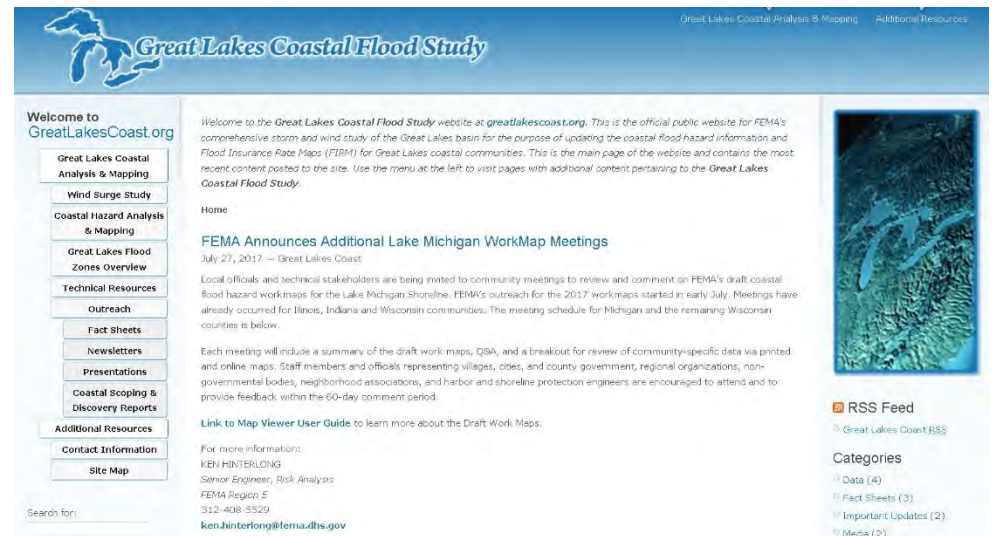 Great Lakes Coastal Flood Study
Great Lakes Coastal Analysis & Mapping
Additional Resources
Welcome to
GreatLakesCoast.org
Great Lakes Coastal
Analysis & Mapping
Wind Surge Study
Coastal Hazard Analysis
& Mapping
Great Lakes Flood
Zones Overview
Technical Resources
Outreach
Fact Sheets
Newsletters
Presentations
Coastal Scoping &
Discovery Reports
Additional Resources
Contact Information
Site Map
Search for:
Welcome to the Great Lakes Coastal Flood Study website at greatlakescoast.org. This is the official public website for FEMA's
comprehensive storm and wind study of the Great Lakes basin for the purpose of updating the coastal flood hazard information and
Flood Insurance Rate Maps (FIRM) for Great Lakes coastal communities. This is the main page of the website and contains the most
recent content posted to the site. Use the menu at the left to visit pages with additional content pertaining to the Great Lakes
Coastal Flood Study.
Home
FEMA Announces Additional Lake Michigan WorkMap Meetings
July 27, 2017 — Great Lakes Coast
Local officials and technical stakeholders are being invited to community meetings to review and comment on FEMA's draft coastal
flood hazard workmaps for the Lake Michigan Shoreline. FEMA's outreach for the 2017 workmaps started in early July. Meetings have
already occurred for Illinois, Indiana and Wisconsin communities. The meeting schedule for Michigan and the remaining Wisconsin
counties is below.
Each meeting will include a summary of the draft work maps, Q&A, and a breakout for review of community-specific data via printed
and online maps. Staff members and officials representing villages, cities, and county government, regional organizations, non-
governmental bodies, neighborhood associations, and harbor and shoreline protection engineers are encouraged to attend and to
provide feedback within the 60-day comment period.
Link to Map Viewer User Guide to learn more about the Draft Work Maps.
For more information:
KEN HINTERLONG
Senior Engineer, Risk Analysis
FEMA Region 5
312-408-5529
ken.hinterlong@fema.dhs.gov
RSS Feed
Great Lakes Coast RSS
Categories
Data (4)
Fact Sheets (3)
Important Updates (2)
Media (2)